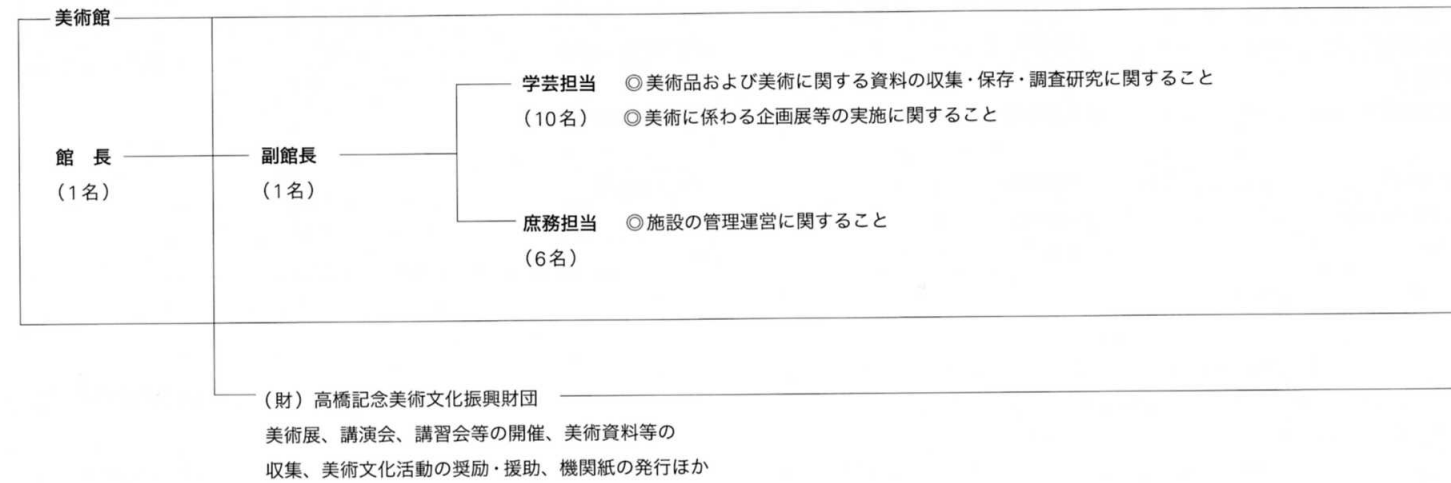 美術館
学芸担当 ◎美術品および美術に関する資料の収集・保存・調査研究に関すること
（10名） ◎美術に係わる企画展等の実施に関すること
館 長 副館長
（1名） （1名）
庶務担当 ◎施設の管理運営に関すること
（6名）
（財）高橋記念美術文化振興財団
美術展、講演会、講習会等の開催、美術資料等の
収集、美術文化活動の奨励・援助、機関紙の発行ほか